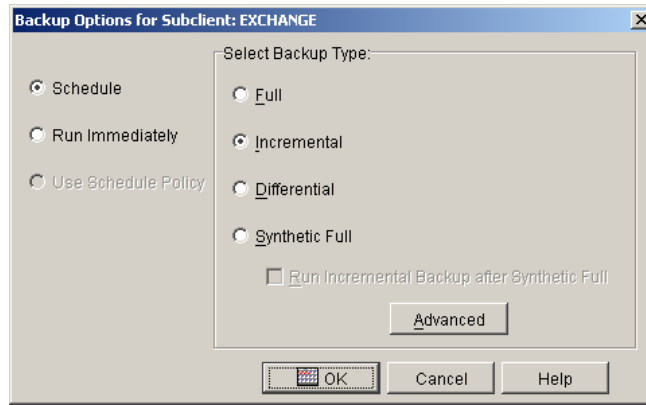 Backup Options for Subclient: EXCHANGE
Select Backup Type:
Schedule
Run Immediately
Use Schedule Policy
Full
Incremental
Differential
Synthetic Full
Run Incremental Backup after Synthetic Full
Advanced
OK
Cancel
Help